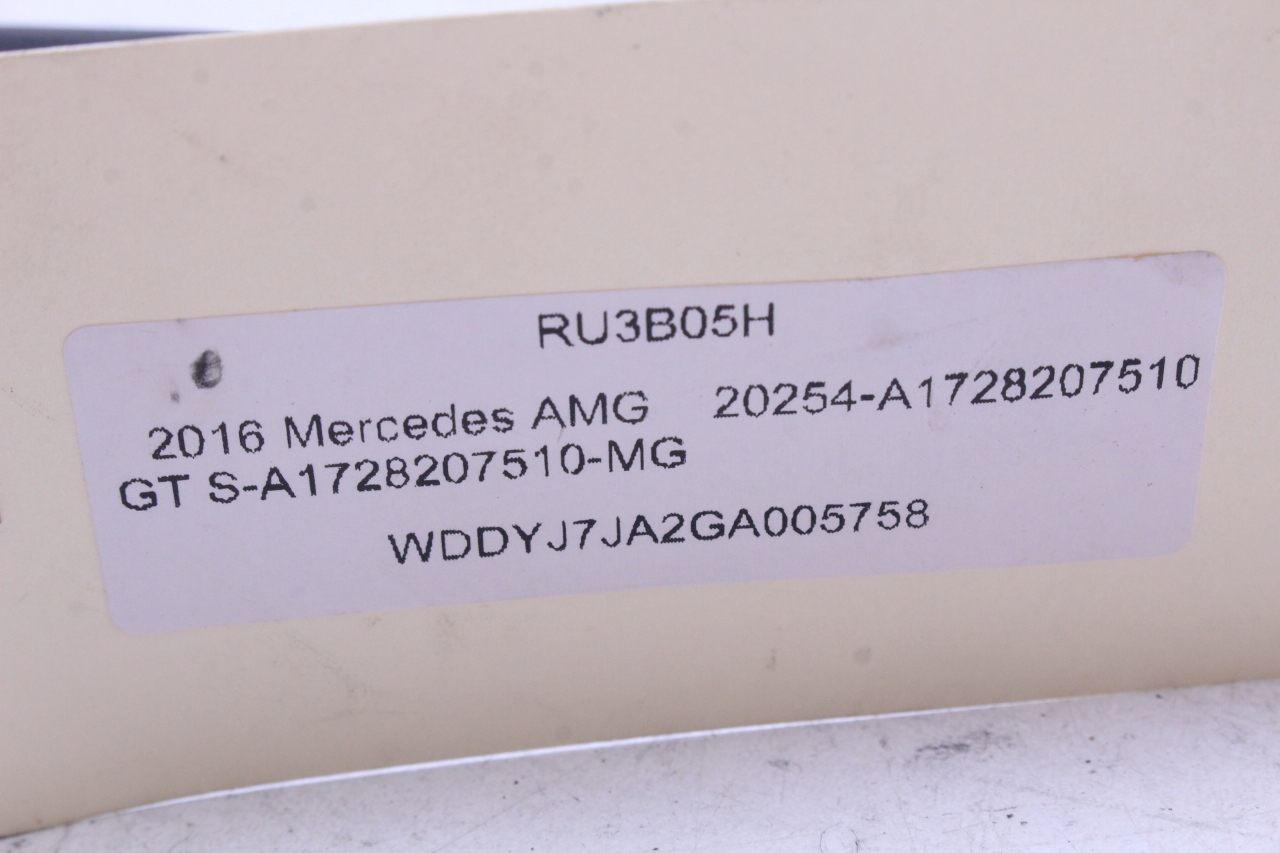 RU3B05H
2016 Mercedes AMG 20254-A1728207510
GT S-A1728207510-MG
WDDYJ7JA2GA005758